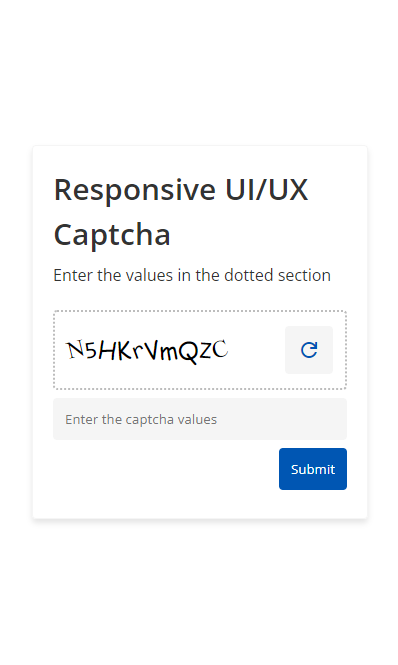 Responsive UI/UX
Captcha
Enter the values in the dotted section
N5HKrVmQZC
Enter the captcha values
Submit